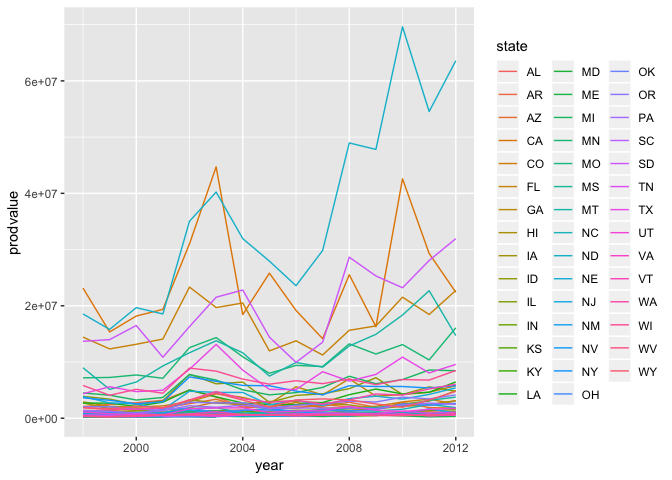 6e+07
4e+07
2e+07
0e+00
prodvalue
2000
2004
2008
2012
year
state
AL
AR
AZ
CA
CO
FL
GA
HI
IA
ID
IL
IN
KS
KY
LA
MD
ME
MI
MN
MO
MS
MT
NC
ND
NE
NJ
NM
NV
NY
OH
OK
OR
PA
SC
SD
TN
TX
UT
VA
VT
WA
WI
WV
WY